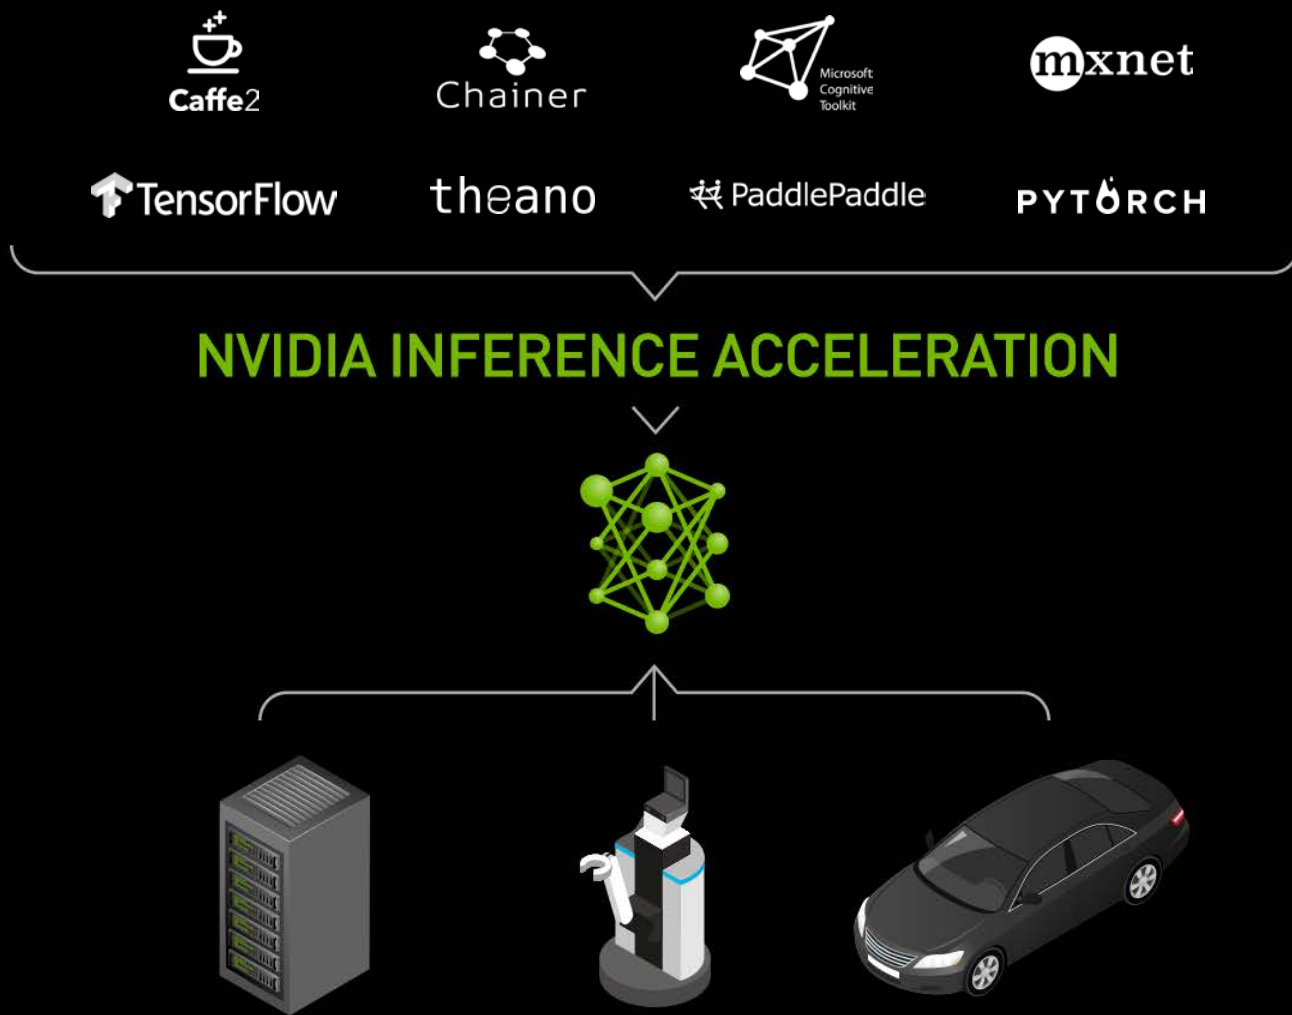 Caffe2
Chainer
Microsoft
Cognitive
Toolkit
mxnet
TensorFlow
theano
PaddlePaddle
PYTORCH
NVIDIA INFERENCE ACCELERATION